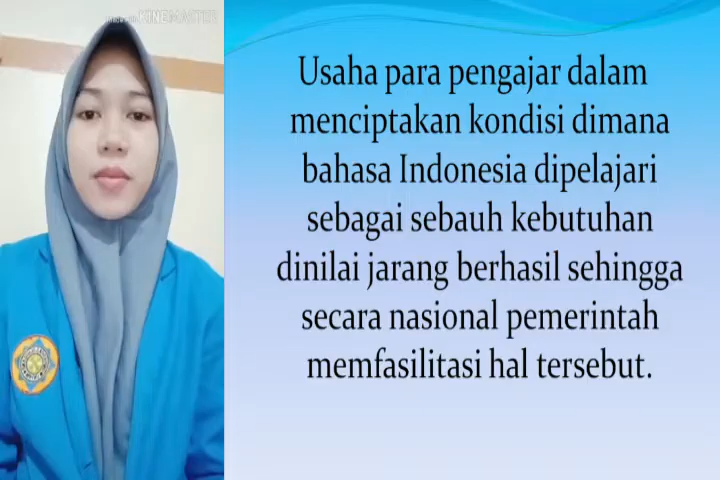 KINEMASTER
Usaha para pengajar dalam
menciptakan kondisi dimana
bahasa Indonesia dipelajari
sebagai sebauh kebutuhan
dinilai jarang berhasil sehingga
secara nasional pemerintah
memfasilitasi hal tersebut.